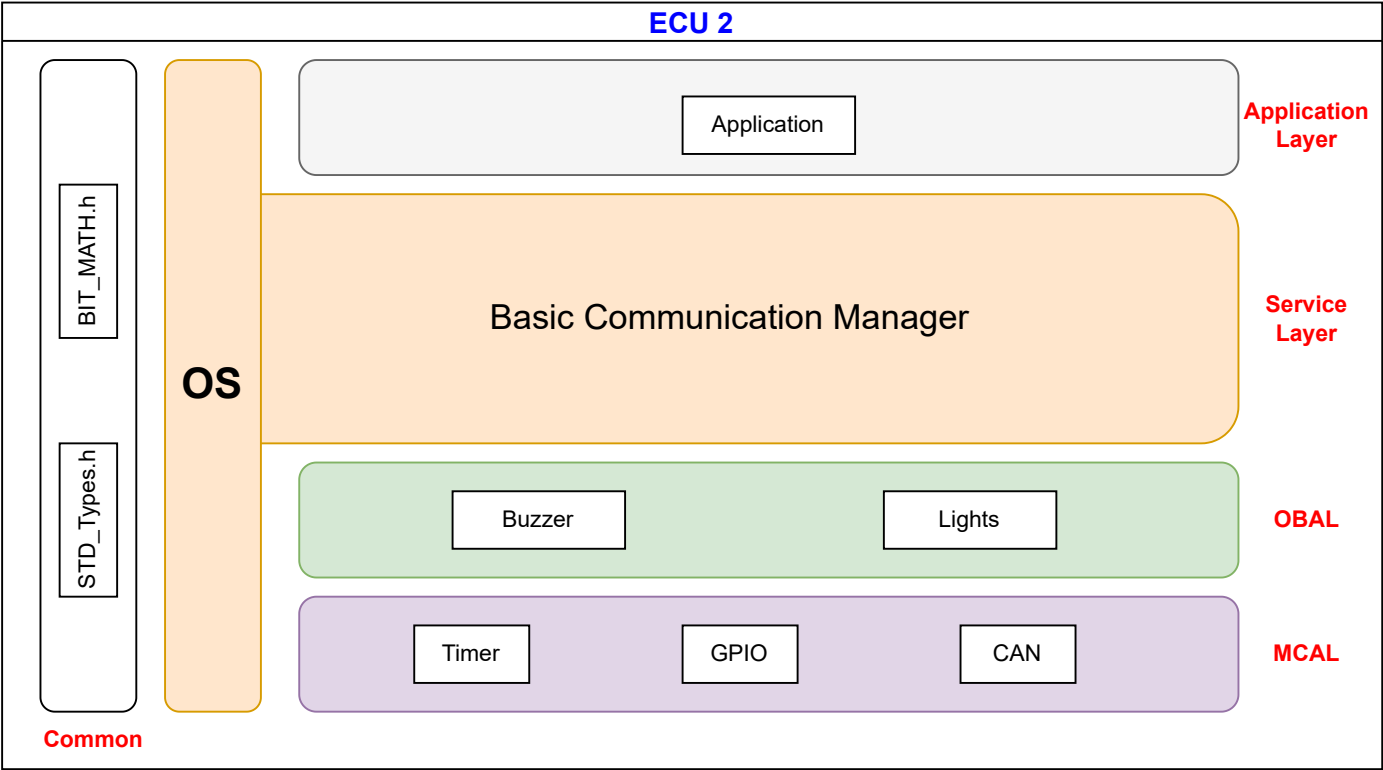 ECU 2
Application
Application
Layer
BIT_MATH.h
Basic Communication Manager
Service
Layer
OS
STD_Types.h
Buzzer
Lights
OBAL
Timer
GPIO
CAN
MCAL
Common